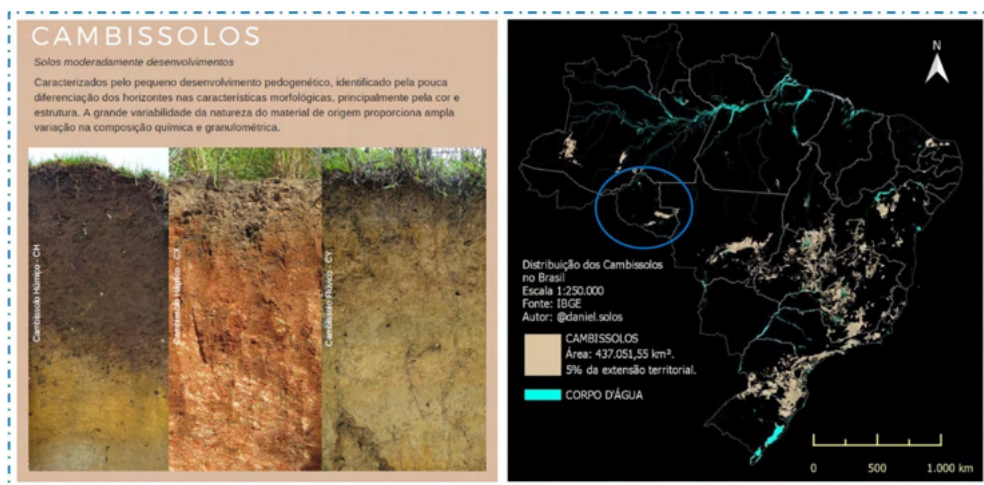 CAMBISSOLOS
Solos moderadamente desenvolvimentos
Caracterizados pelo pequeno desenvolvimento pedogenético, identificado pela pouca
diferenciação dos horizontes nas características morfológicas, principalmente pela cor e
estrutura. A grande variabilidade da natureza do material de origem proporciona ampla
variação na composição química e granulométrica.
Cambissolo Húmico - CH
Cambissolo Háplico - CX
Cambissolo Flúvico - CY
N
Distribuição dos Cambissolos
no Brasil
Escala 1:250.000
Fonte: IBGE
Autor: @daniel.solos
CAMBISSOLOS
Área: 437.051,55 km².
5% da extensão territorial.
CORPO D'ÁGUA
0 500 1.000 km